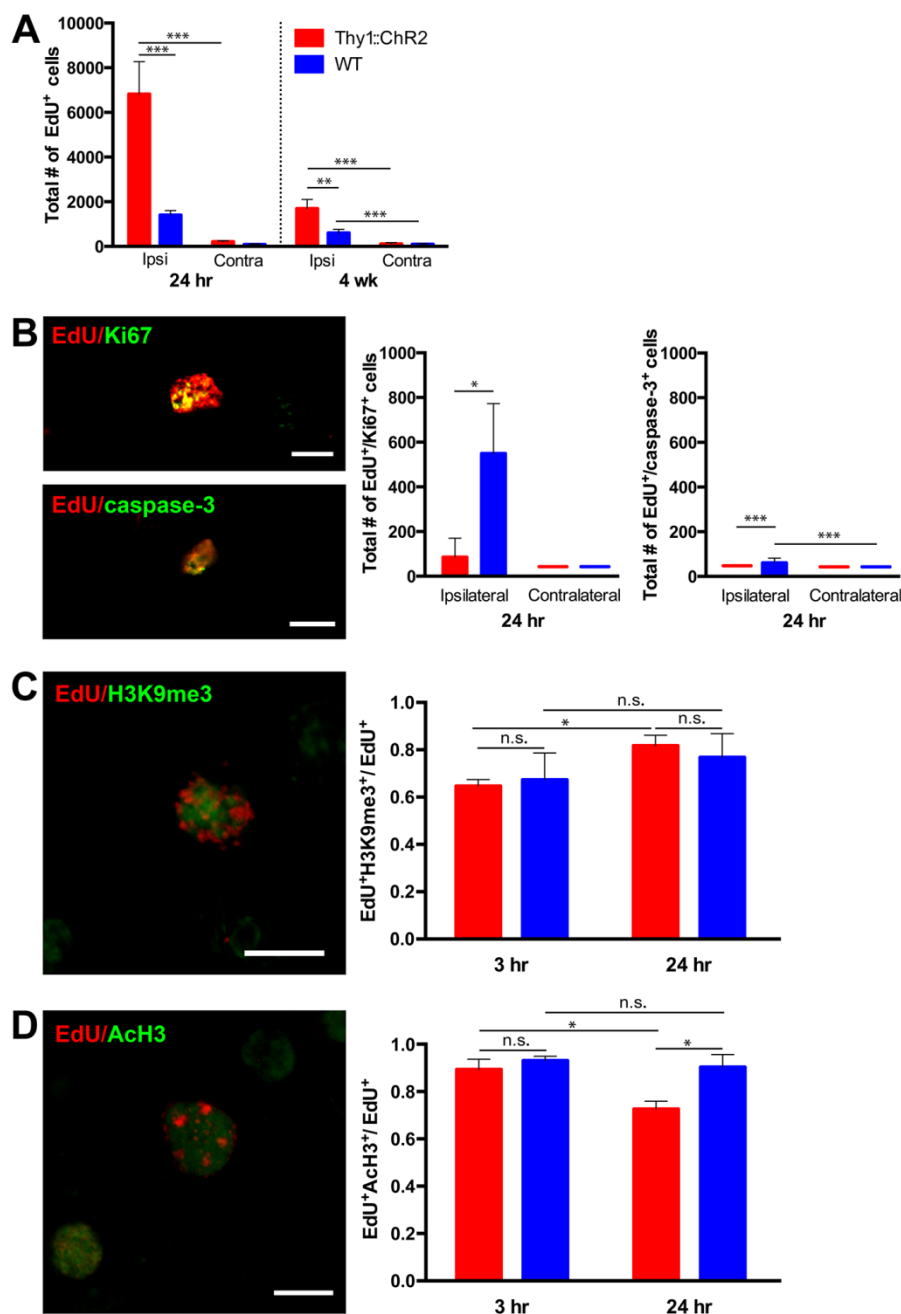 A
Total # of EdU⁺ cells
10000
8000
6000
4000
2000
0
***
***
***
**
***
Thy1::ChR2
WT
Ipsi Contra Ipsi Contra
24 hr 4 wk
B
EdU/Ki67
EdU/caspase-3
Total # of EdU⁺/Ki67⁺ cells
1000
800
600
400
200
0
*
Ipsilateral Contralateral
24 hr
Total # of EdU⁺/caspase-3⁺ cells
1000
800
600
400
200
0
***
***
Ipsilateral Contralateral
24 hr
C
EdU/H3K9me3
EdU⁺H3K9me3⁺/ EdU⁺
1.0
0.8
0.6
0.4
0.2
0.0
n.s.
*
n.s.
n.s.
3 hr 24 hr
D
EdU/AcH3
EdU⁺AcH3⁺/ EdU⁺
1.0
0.8
0.6
0.4
0.2
0.0
n.s.
*
n.s.
*
3 hr 24 hr